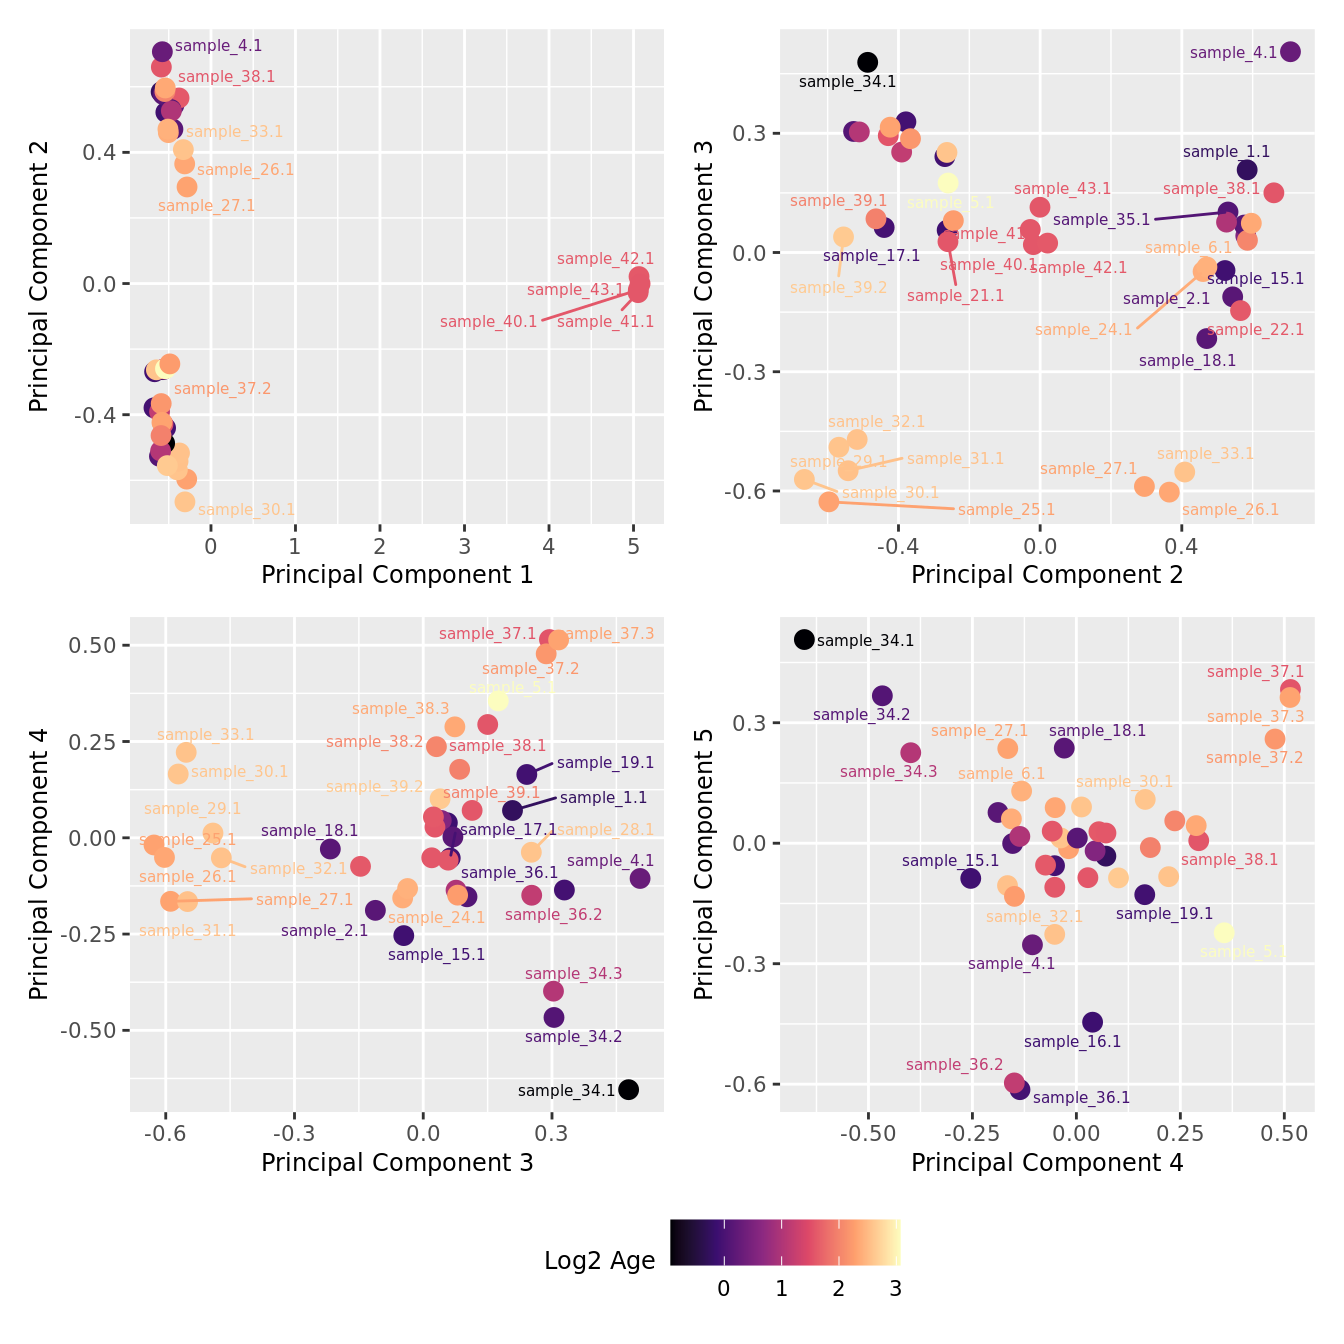 sample_4.1
sample_38.1
sample_33.1
sample_26.1
sample_27.1
sample_42.1
sample_43.1
sample_40.1
sample_41.1
sample_37.2
sample_30.1
0.4
0.0
-0.4
0
1
2
3
4
5
Principal Component 1
Principal Component 2
sample_4.1
sample_34.1
sample_1.1
sample_43.1
sample_38.1
sample_39.1
sample_5.1
sample_35.1
sample_41
sample_6.1
sample_17.1
sample_40.1
sample_42.1
sample_15.1
sample_39.2
sample_21.1
sample_2.1
sample_24.1
sample_22.1
sample_18.1
sample_32.1
sample_29.1
sample_31.1
sample_33.1
sample_27.1
sample_30.1
sample_25.1
sample_26.1
0.3
0.0
-0.3
-0.6
-0.4
0.0
0.4
Principal Component 2
Principal Component 3
sample_37.1
sample_37.3
sample_37.2
sample_5.1
sample_38.3
sample_33.1
sample_38.2
sample_38.1
sample_19.1
sample_30.1
sample_39.2
sample_39.1
sample_1.1
sample_29.1
sample_18.1
sample_17.1
sample_28.1
sample_25.1
sample_4.1
sample_32.1
sample_36.1
sample_26.1
sample_27.1
sample_24.1
sample_36.2
sample_31.1
sample_2.1
sample_15.1
sample_34.3
sample_34.2
sample_34.1
0.50
0.25
0.00
-0.25
-0.50
-0.6
-0.3
0.0
0.3
Principal Component 3
Principal Component 4
sample_34.1
sample_37.1
sample_34.2
sample_37.3
sample_27.1
sample_18.1
sample_37.2
sample_34.3
sample_6.1
sample_30.1
sample_15.1
sample_38.1
sample_32.1
sample_19.1
sample_5.1
sample_4.1
sample_16.1
sample_36.2
sample_36.1
0.3
0.0
-0.3
-0.6
-0.50
-0.25
0.00
0.25
0.50
Principal Component 4
Principal Component 5
Log2 Age
0
1
2
3